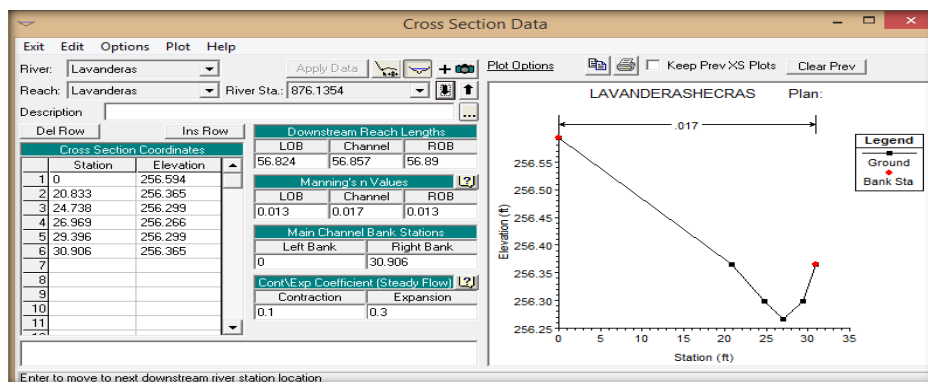 Cross Section Data
Exit Edit Options Plot Help
River: Lavanderas Apply Data
Reach: Lavanderas River Sta.: 876.1354
Description ...
Del Row Ins Row
Cross Section Coordinates
Station Elevation
1 0 256.594
2 20.833 256.365
3 24.738 256.299
4 26.969 256.266
5 29.396 256.299
6 30.906 256.365
7
8
9
10
11
Downstream Reach Lengths
LOB Channel ROB
56.824 56.857 56.89
Manning's n Values ?
LOB Channel ROB
0.013 0.017 0.013
Main Channel Bank Stations
Left Bank Right Bank
0 30.906
Cont\Exp Coefficient (Steady Flow) ?
Contraction Expansion
0.1 0.3
Enter to move to next downstream river station location
Plot Options Keep Prev XS Plots Clear Prev
LAVANDERASHECRAS Plan:
.017
Legend
Ground
Bank Sta
Elevation (ft)
256.55
256.50
256.45
256.40
256.35
256.30
256.25
0 5 10 15 20 25 30 35
Station (ft)